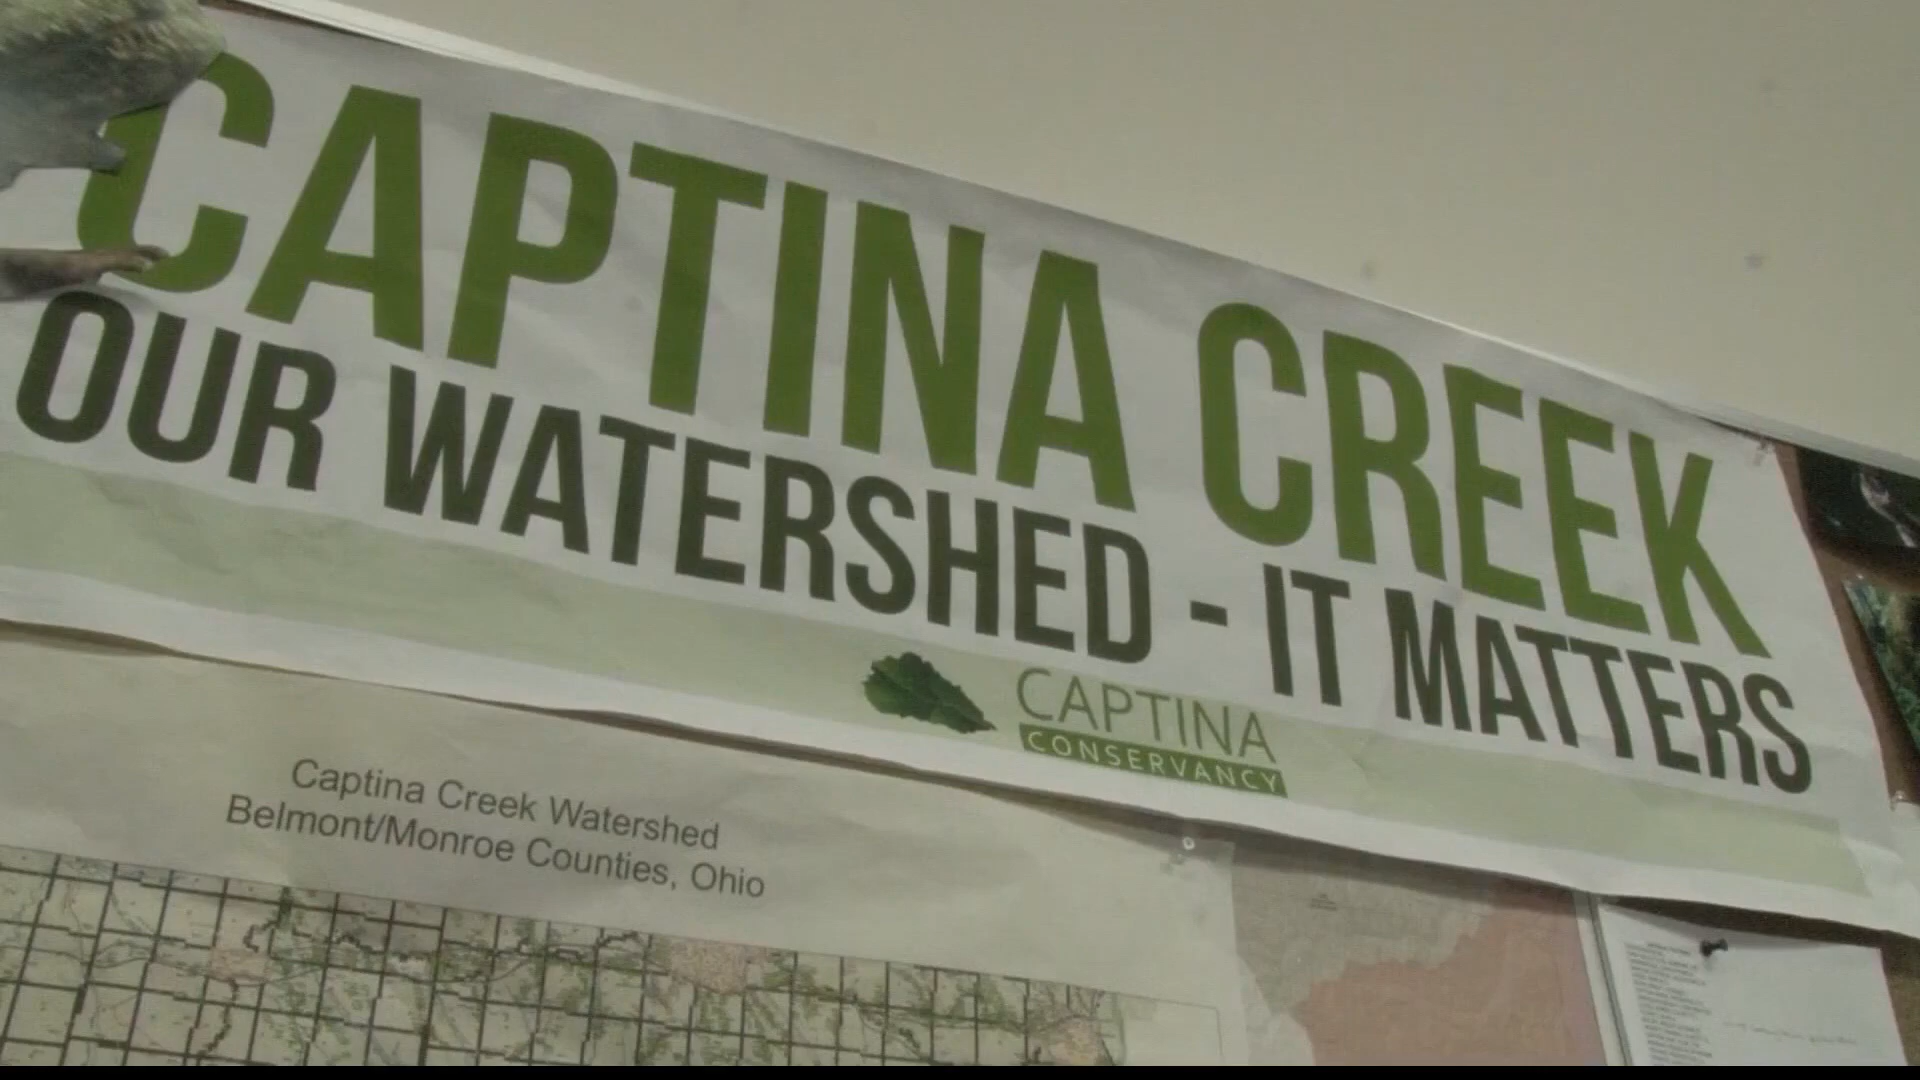 CAPTINA CREEK
OUR WATERSHED - IT MATTERS
CAPTINA
CONSERVANCY
Captina Creek Watershed
Belmont/Monroe Counties, Ohio